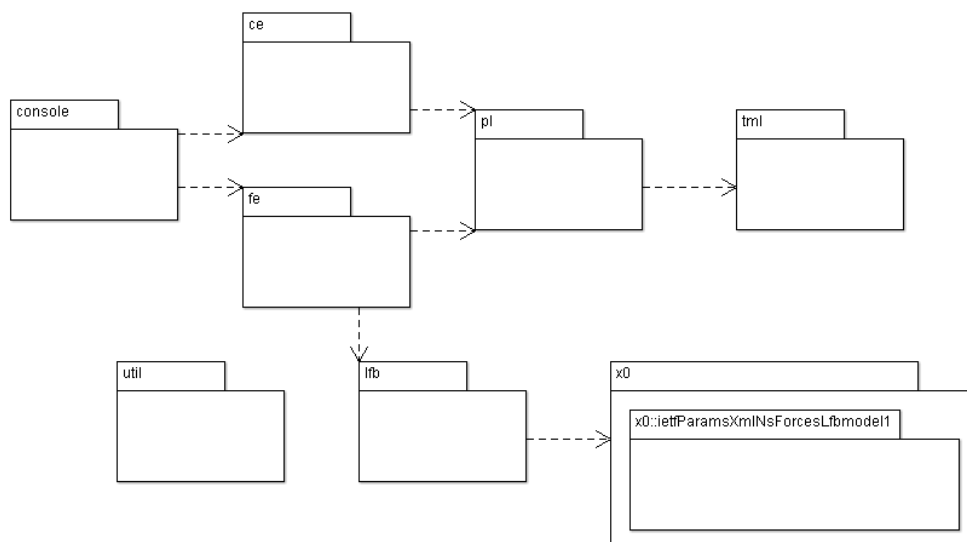 ce
console
pl
tml
fe
util
lfb
x0
x0::ietfParamsXmlNsForcesLfbmodel1